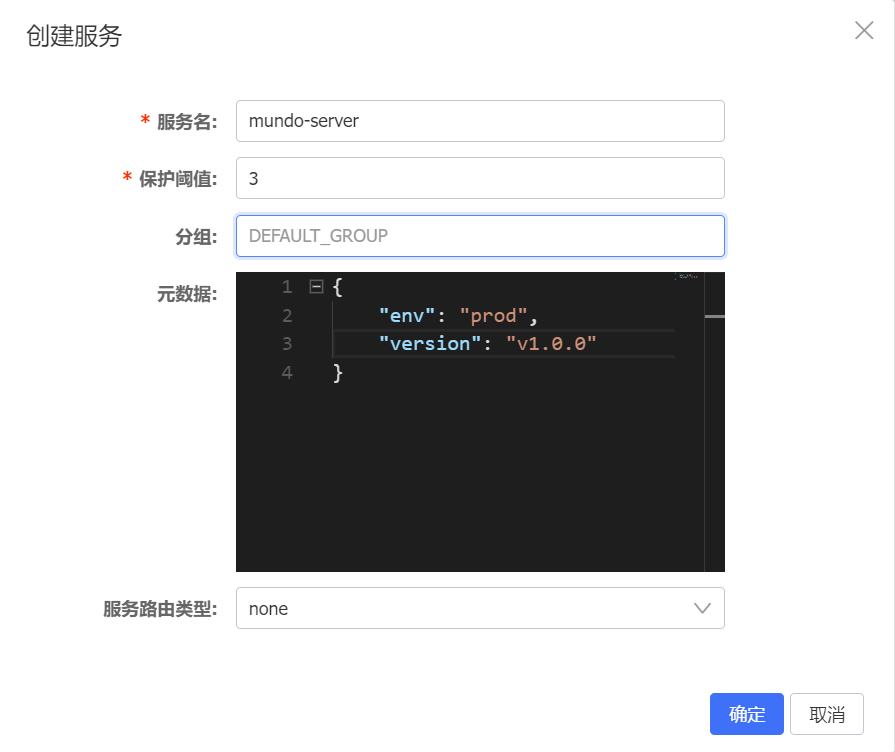 创建服务
* 服务名: mundo-server
* 保护阈值: 3
分组: DEFAULT_GROUP
元数据:
1 {
2 "env": "prod",
3 "version": "v1.0.0"
4 }
服务路由类型: none
确定 取消